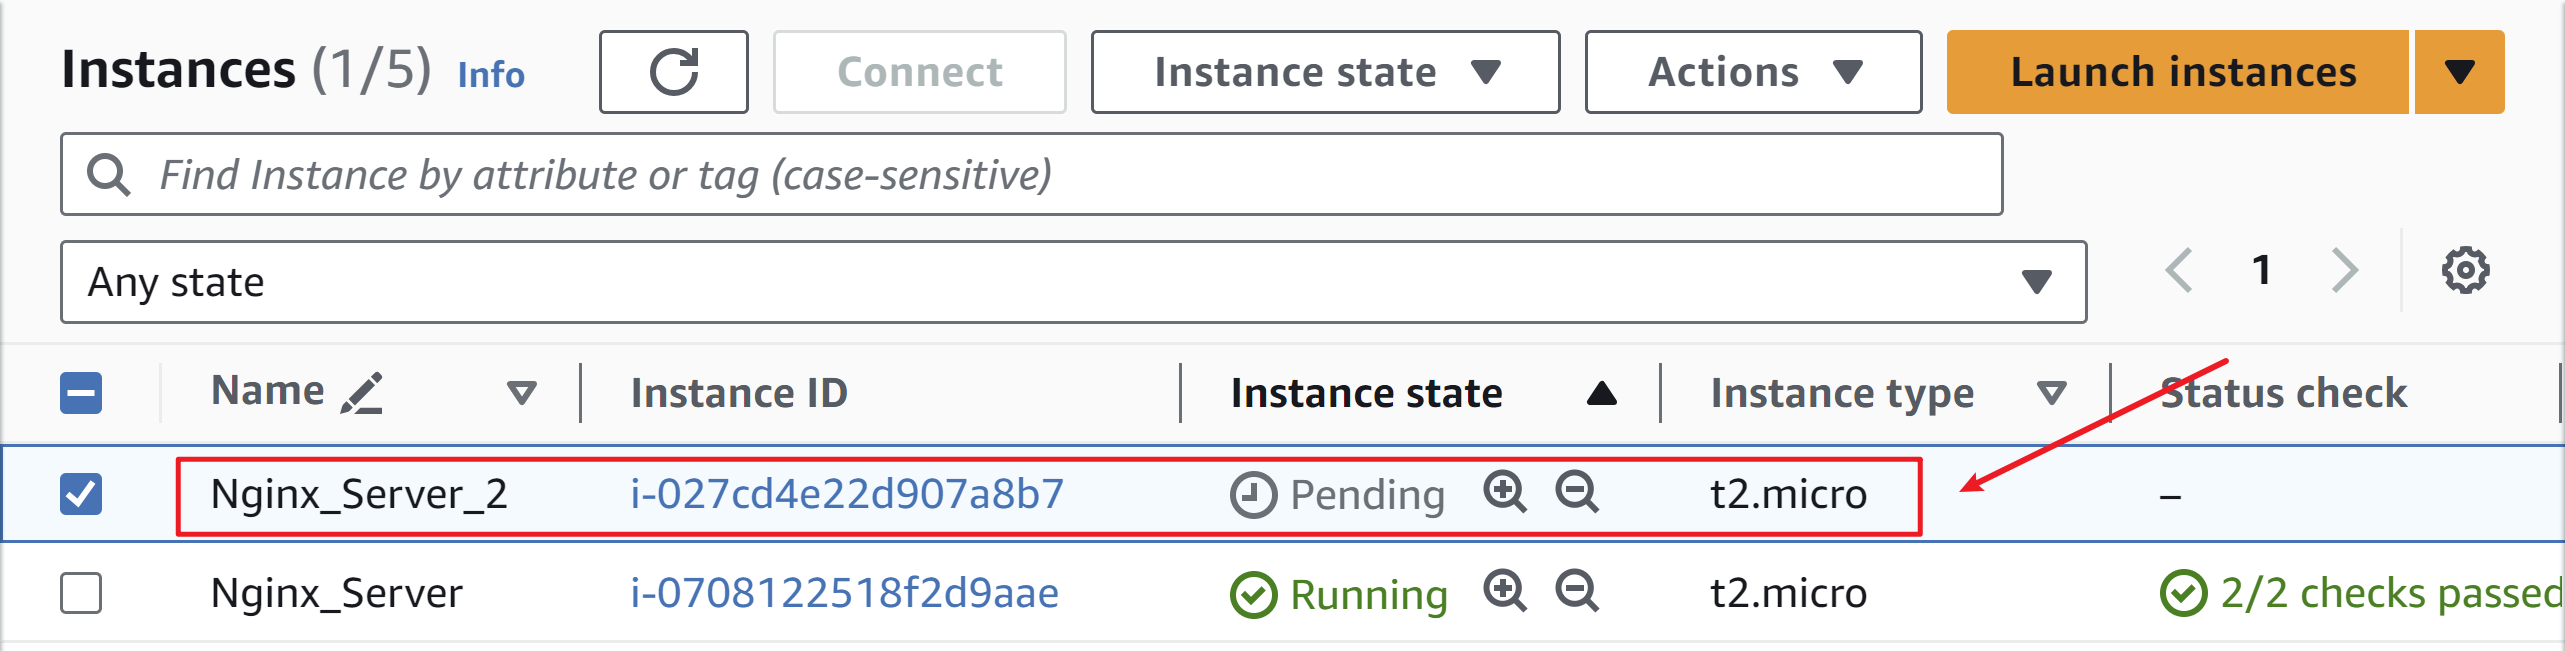 Instances (1/5) Info Connect Instance state Actions Launch instances
Find Instance by attribute or tag (case-sensitive)
Any state 1
Name Instance ID Instance state Instance type Status check
Nginx_Server_2 i-027cd4e22d907a8b7 Pending t2.micro –
Nginx_Server i-0708122518f2d9aae Running t2.micro 2/2 checks passed